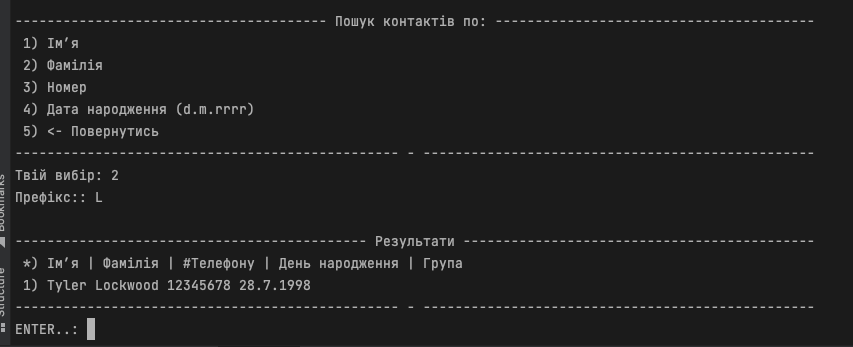 --------------------------------------- Пошук контактів по: ----------------------------------------
1) Ім’я
2) Фамілія
3) Номер
4) Дата народження (d.m.rrrr)
5) <- Повернутись
------------------------------------------------ - -------------------------------------------------
Твій вибір: 2
Префікс:: L
-------------------------------------------- Результати --------------------------------------------
*) Ім’я | Фамілія | #Телефону | День народження | Група
1) Tyler Lockwood 12345678 28.7.1998
------------------------------------------------ - -------------------------------------------------
ENTER..:
Bookmarks
Structure